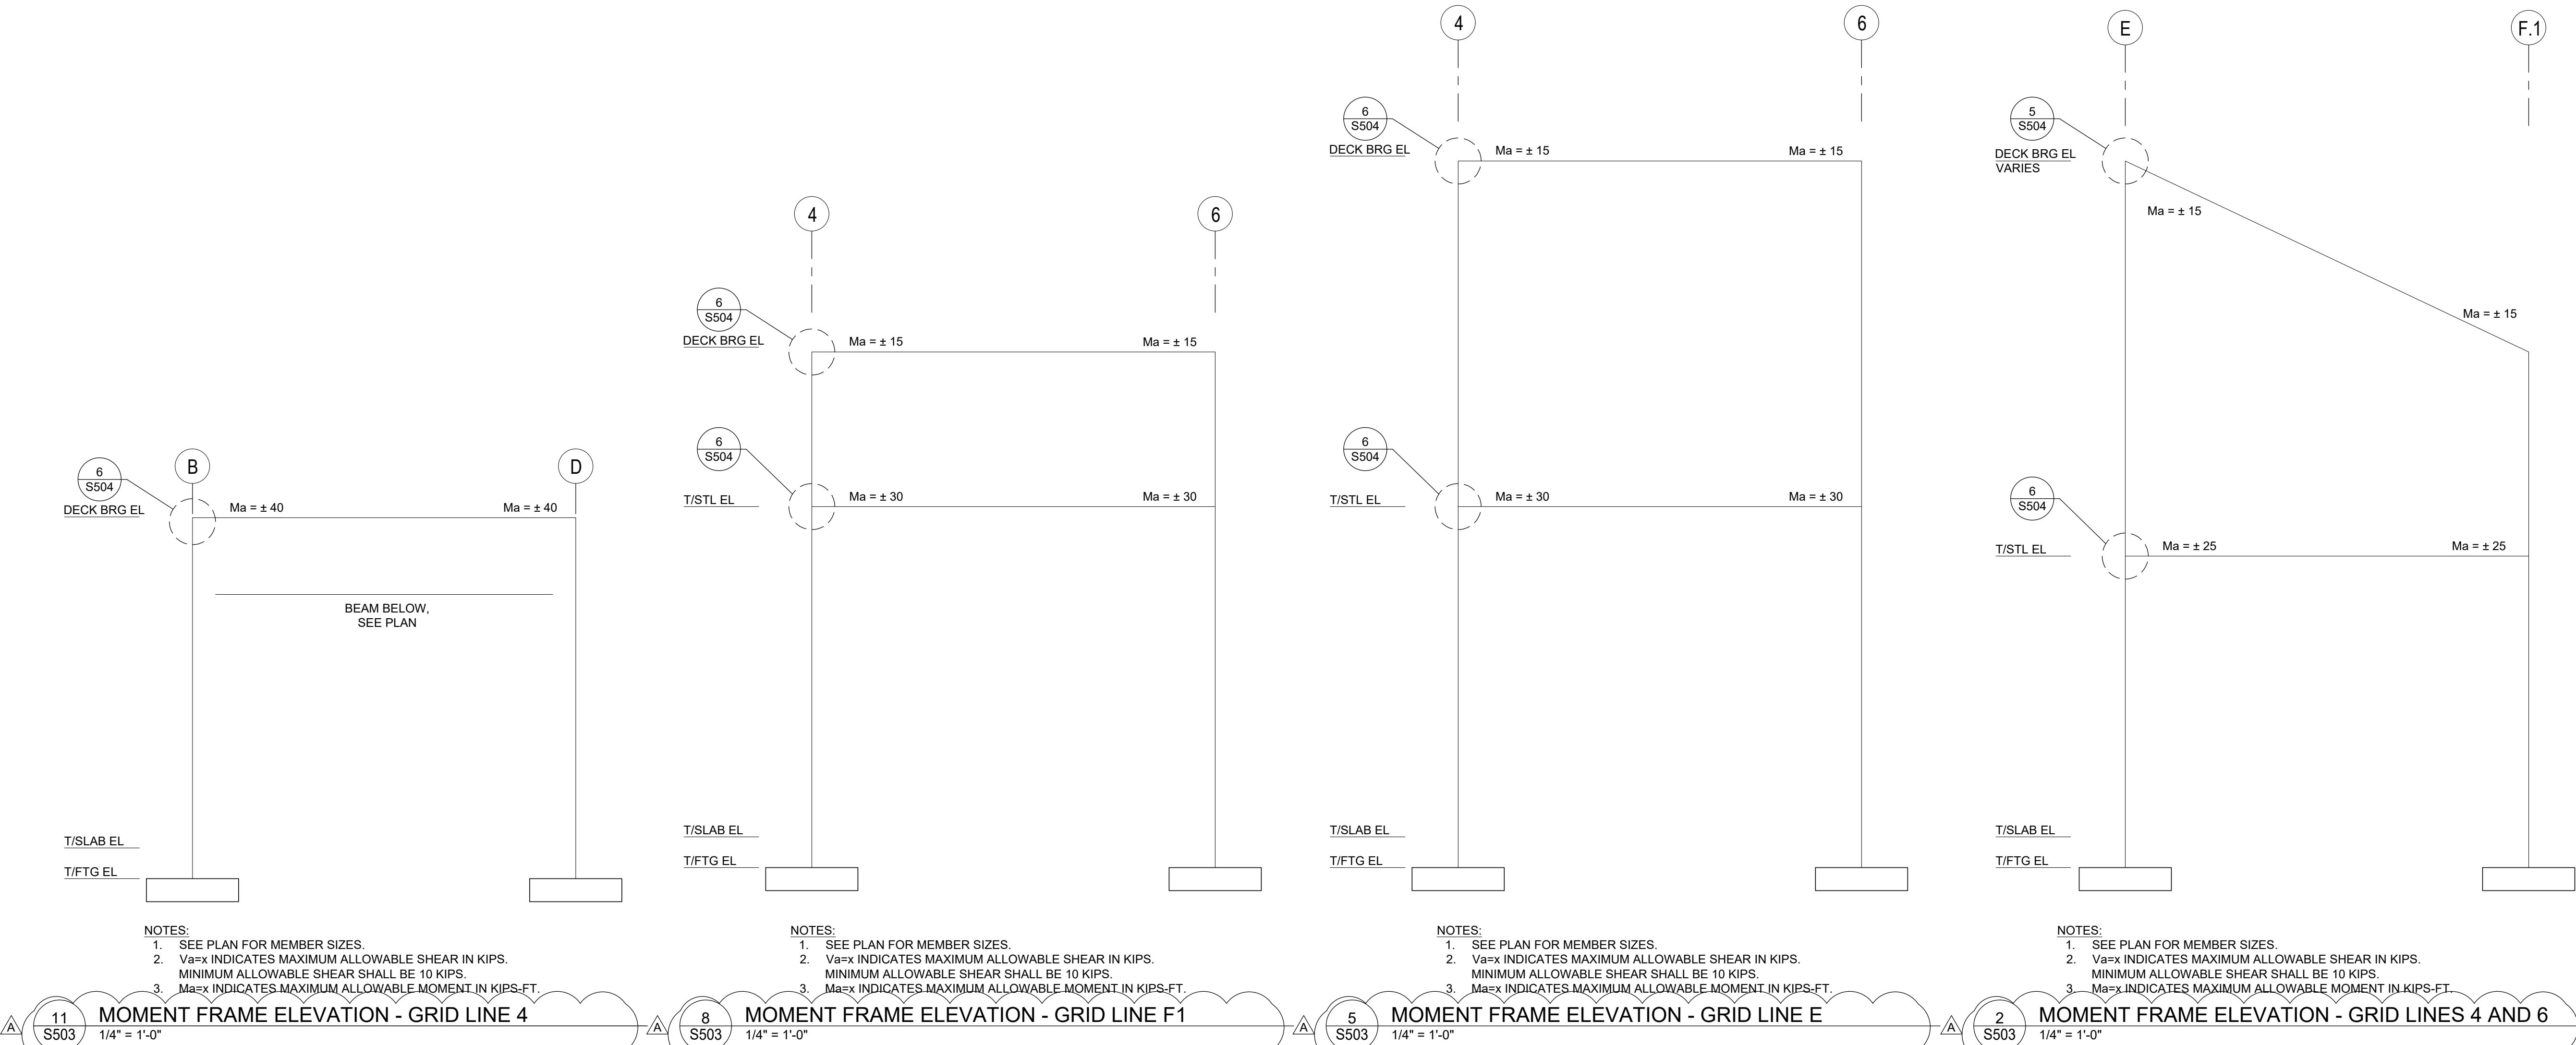 B
D
6
S504
DECK BRG EL
Ma = ± 40
Ma = ± 40
BEAM BELOW,
SEE PLAN
T/SLAB EL
T/FTG EL
NOTES:
1. SEE PLAN FOR MEMBER SIZES.
2. Va=x INDICATES MAXIMUM ALLOWABLE SHEAR IN KIPS.
MINIMUM ALLOWABLE SHEAR SHALL BE 10 KIPS.
3. Ma=x INDICATES MAXIMUM ALLOWABLE MOMENT IN KIPS-FT.
A
11
S503
MOMENT FRAME ELEVATION - GRID LINE 4
1/4" = 1'-0"
4
6
6
S504
DECK BRG EL
Ma = ± 15
Ma = ± 15
6
S504
T/STL EL
Ma = ± 30
Ma = ± 30
T/SLAB EL
T/FTG EL
NOTES:
1. SEE PLAN FOR MEMBER SIZES.
2. Va=x INDICATES MAXIMUM ALLOWABLE SHEAR IN KIPS.
MINIMUM ALLOWABLE SHEAR SHALL BE 10 KIPS.
3. Ma=x INDICATES MAXIMUM ALLOWABLE MOMENT IN KIPS-FT.
A
8
S503
MOMENT FRAME ELEVATION - GRID LINE F1
1/4" = 1'-0"
4
6
6
S504
DECK BRG EL
Ma = ± 15
Ma = ± 15
6
S504
T/STL EL
Ma = ± 30
Ma = ± 30
T/SLAB EL
T/FTG EL
NOTES:
1. SEE PLAN FOR MEMBER SIZES.
2. Va=x INDICATES MAXIMUM ALLOWABLE SHEAR IN KIPS.
MINIMUM ALLOWABLE SHEAR SHALL BE 10 KIPS.
3. Ma=x INDICATES MAXIMUM ALLOWABLE MOMENT IN KIPS-FT.
A
5
S503
MOMENT FRAME ELEVATION - GRID LINE E
1/4" = 1'-0"
E
F.1
5
S504
DECK BRG EL
VARIES
Ma = ± 15
Ma = ± 15
6
S504
T/STL EL
Ma = ± 25
Ma = ± 25
T/SLAB EL
T/FTG EL
NOTES:
1. SEE PLAN FOR MEMBER SIZES.
2. Va=x INDICATES MAXIMUM ALLOWABLE SHEAR IN KIPS.
MINIMUM ALLOWABLE SHEAR SHALL BE 10 KIPS.
3. Ma=x INDICATES MAXIMUM ALLOWABLE MOMENT IN KIPS-FT.
A
2
S503
MOMENT FRAME ELEVATION - GRID LINES 4 AND 6
1/4" = 1'-0"